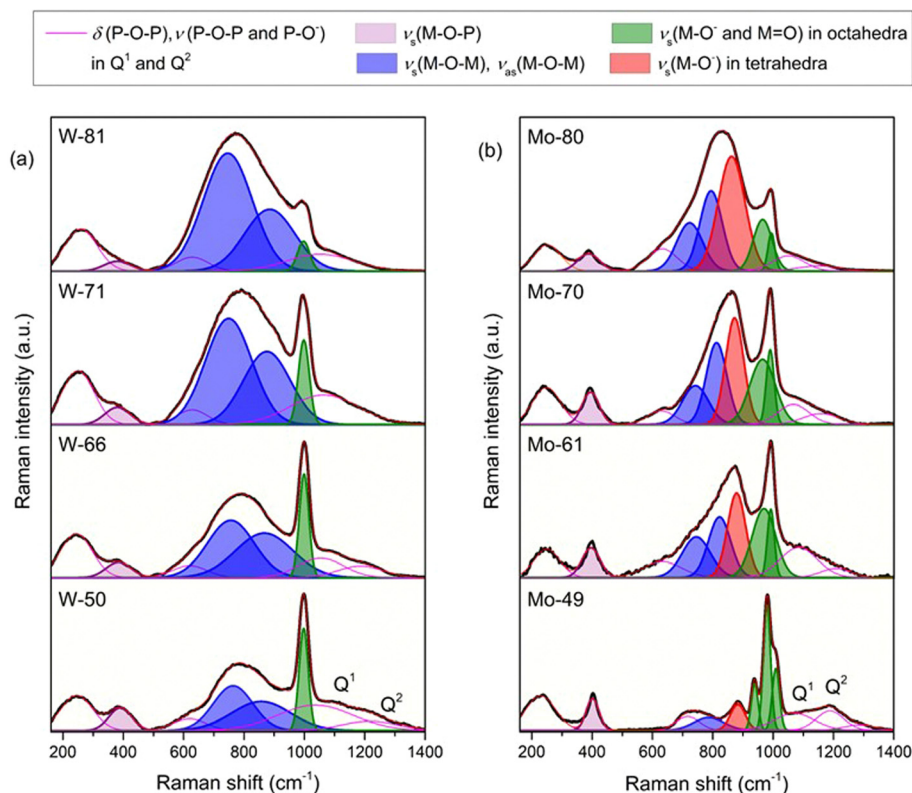 δ(P-O-P), ν(P-O-P and P-O⁻)
in Q¹ and Q²
νₛ(M-O-P)
νₛ(M-O-M), νₐₛ(M-O-M)
νₛ(M-O⁻ and M=O) in octahedra
νₛ(M-O⁻) in tetrahedra
(a)
Raman intensity (a.u.)
W-81
W-71
W-66
W-50
Q¹
Q²
200 400 600 800 1000 1200 1400
Raman shift (cm⁻¹)
(b)
Raman intensity (a.u.)
Mo-80
Mo-70
Mo-61
Mo-49
Q¹
Q²
200 400 600 800 1000 1200 1400
Raman shift (cm⁻¹)